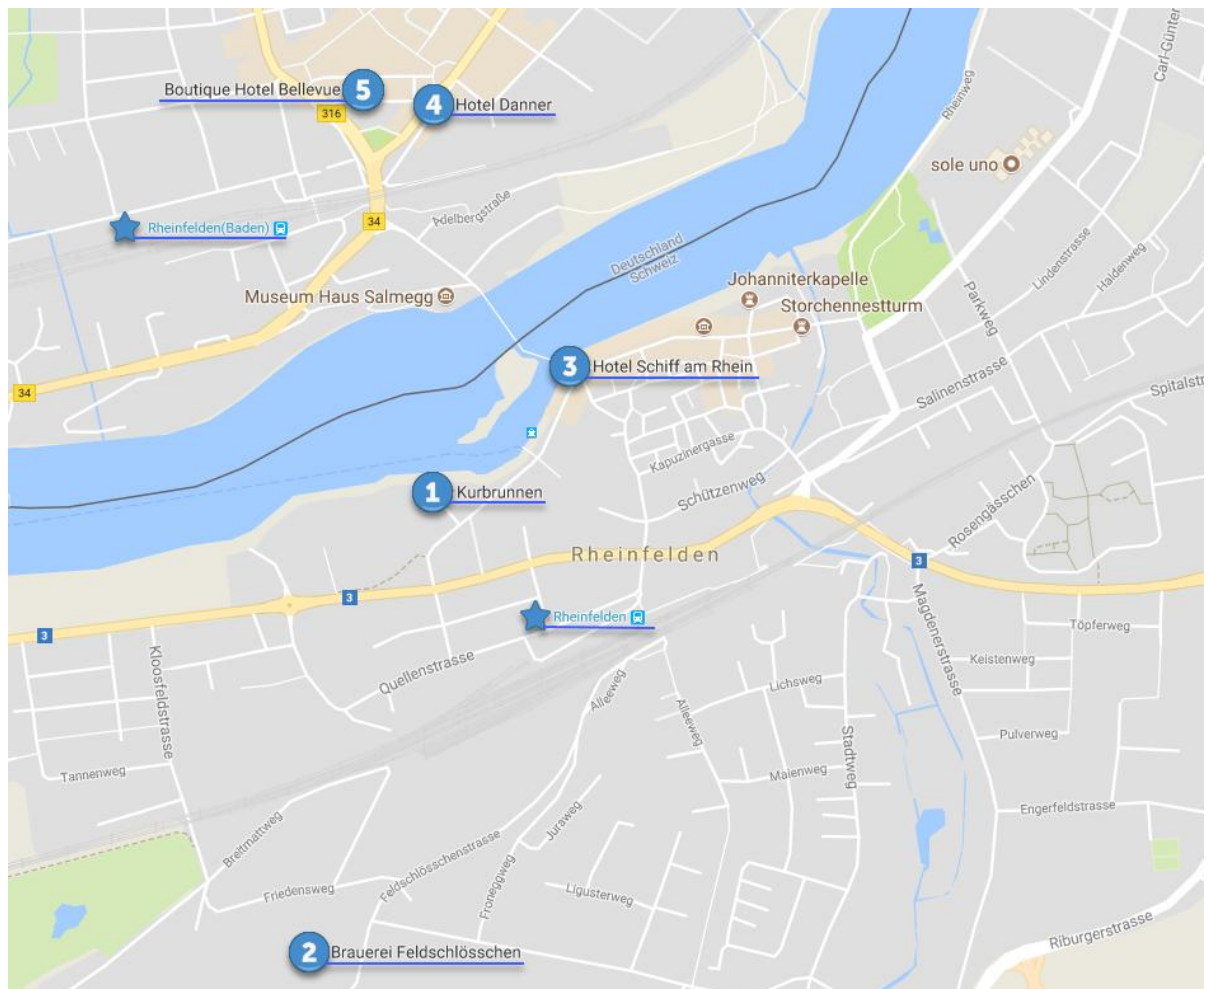 Carl-Günter
Boutique Hotel Bellevue
5
4
Hotel Danner
316
Rheinweg
sole uno
Adelbergstraße
34
Rheinfelden(Baden)
Deutschland
Schweiz
Lindenstrasse
Haldenweg
Museum Haus Salmegg
Johanniterkapelle
Storchennestturm
Parkweg
3
Hotel Schiff am Rhein
34
Salinenstrasse
Spitalstr
Kapuzinergasse
1
Kurbrunnen
Schützenweg
Rosengässchen
Rheinfelden
3
3
3
Rheinfelden
Magdenerstrasse
Töpferweg
Kloosfeldstrasse
Quellenstrasse
Keistenweg
Alleeweg
Alleeweg
Lichsweg
Stadtweg
Pulverweg
Tannenweg
Maienweg
Engerfeldstrasse
Breitmattweg
Juraweg
Feldschlösschenstrasse
Froneggweg
Friedensweg
Ligusterweg
2
Brauerei Feldschlösschen
Riburgerstrasse